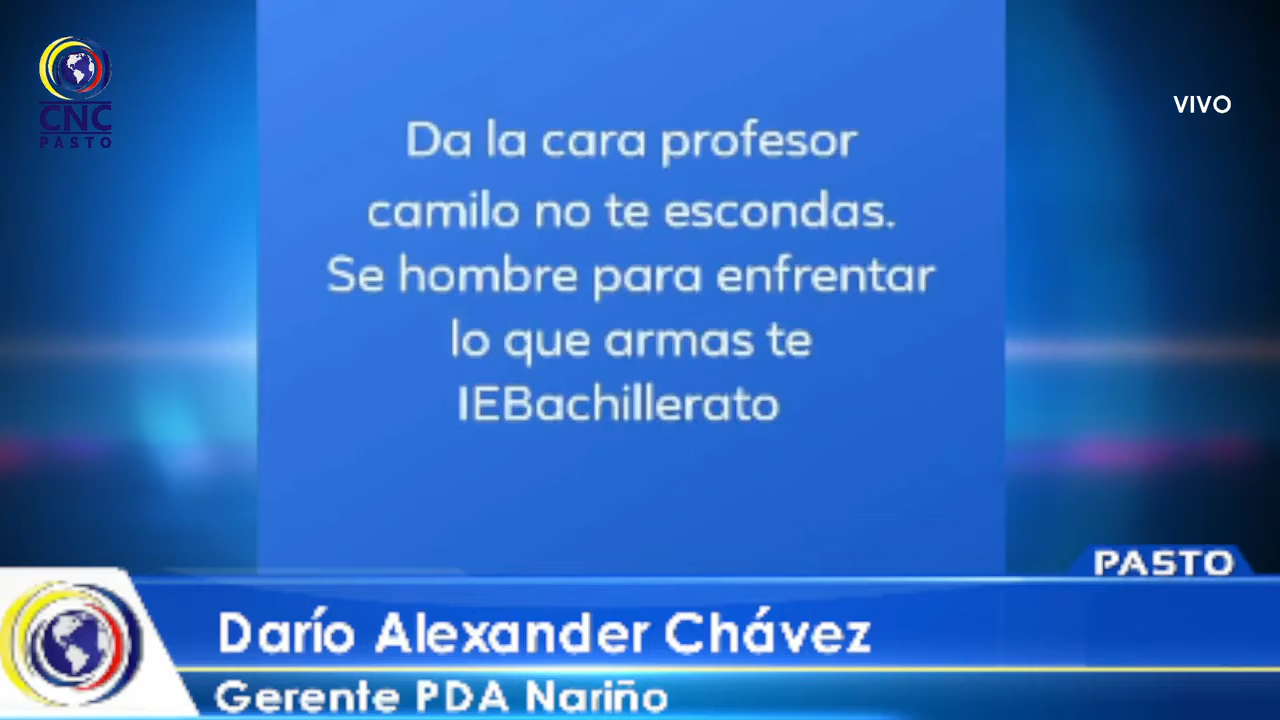 CNC
PASTO
VIVO
Da la cara profesor
camilo no te escondas.
Se hombre para enfrentar
lo que armas te
IEBachillerato
PASTO
Darío Alexander Chávez
Gerente PDA Nariño